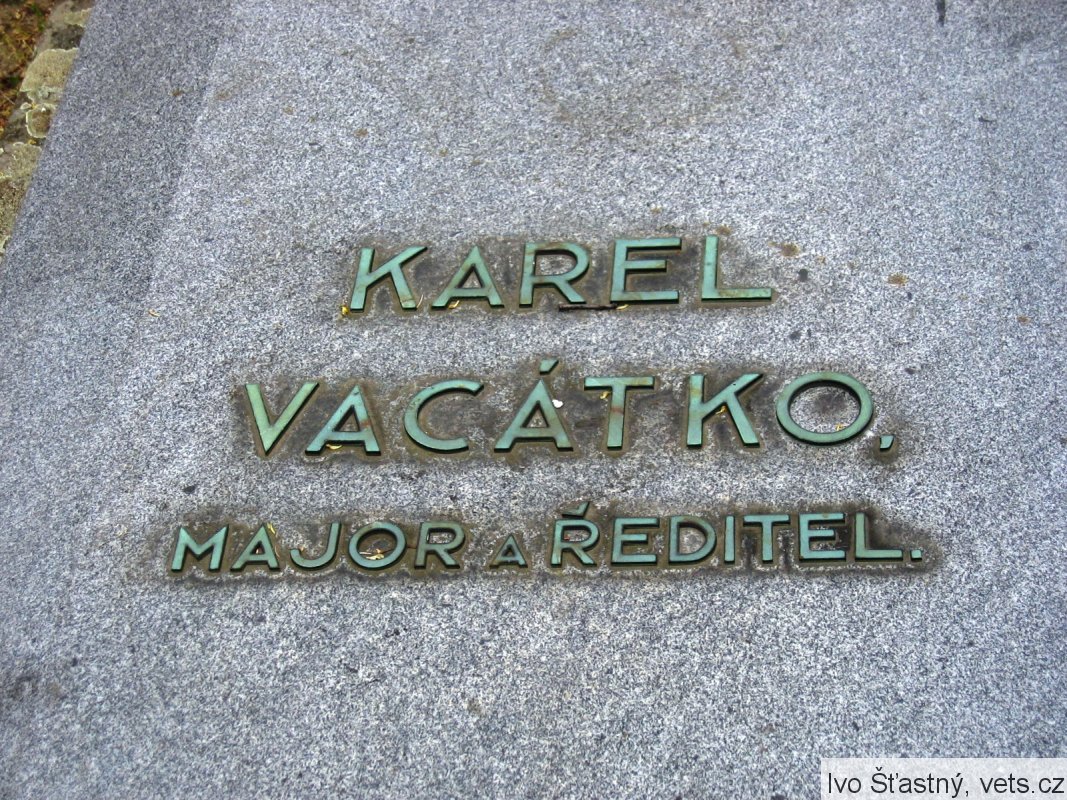 KAREL
VACÁTKO,
MAJOR A ŘEDITEL.
Ivo Šťastný, vets.cz